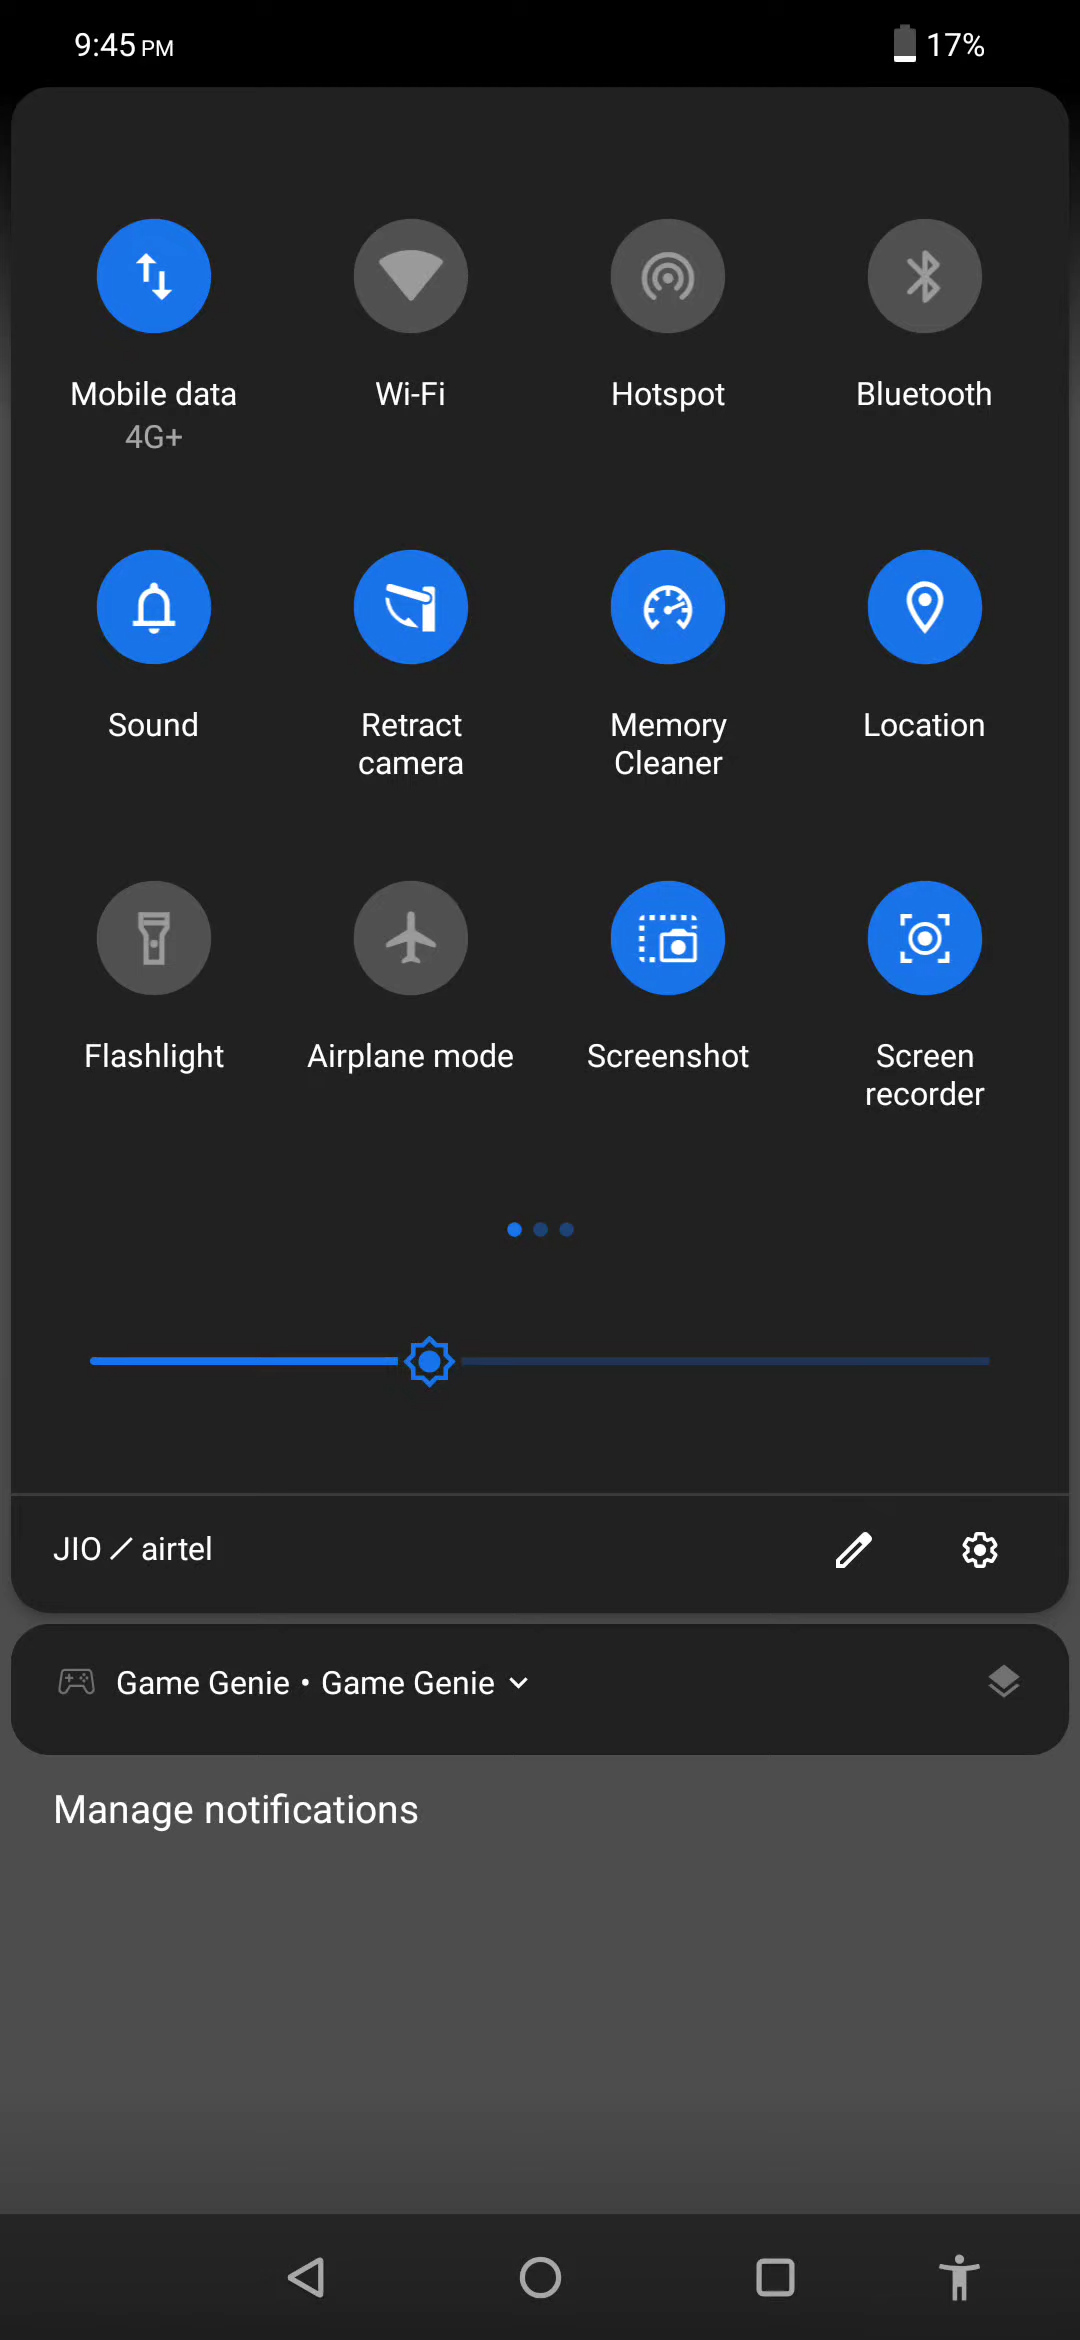 9:45 PM 17%
Mobile data Wi-Fi Hotspot Bluetooth
4G+
Sound Retract Memory Location
camera Cleaner
Flashlight Airplane mode Screenshot Screen
recorder
JIO / airtel
Game Genie • Game Genie
Manage notifications